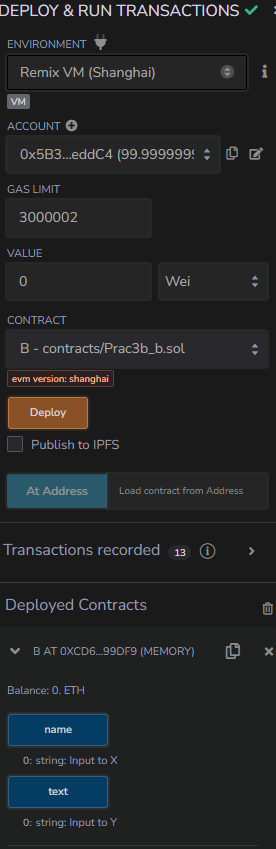 DEPLOY & RUN TRANSACTIONS
ENVIRONMENT
Remix VM (Shanghai)
VM
ACCOUNT
0x5B3...eddC4 (99.9999999
GAS LIMIT
3000002
VALUE
0 Wei
CONTRACT
B - contracts/Prac3b_b.sol
evm version: shanghai
Deploy
Publish to IPFS
At Address Load contract from Address
Transactions recorded 13
Deployed Contracts
B AT 0XCD6...99DF9 (MEMORY)
Balance: 0. ETH
name
0: string: Input to X
text
0: string: Input to Y